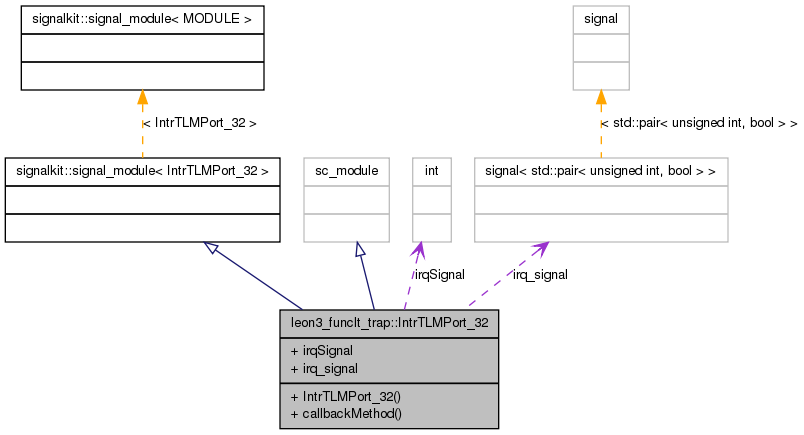 signalkit::signal_module< MODULE >
signal
< IntrTLMPort_32 >
< std::pair< unsigned int, bool > >
signalkit::signal_module< IntrTLMPort_32 >
sc_module
int
signal< std::pair< unsigned int, bool > >
irqSignal
irq_signal
leon3_funclt_trap::IntrTLMPort_32
+ irqSignal
+ irq_signal
+ IntrTLMPort_32()
+ callbackMethod()